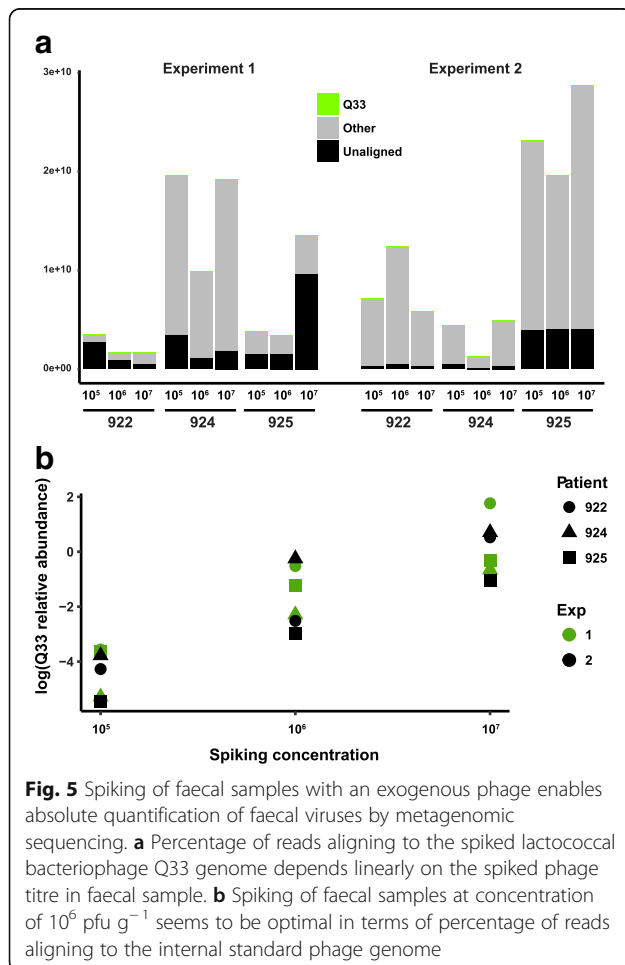 a
Experiment 1
Experiment 2
Q33
Other
Unaligned
3e+10
2e+10
1e+10
0e+00
10⁵ 10⁶ 10⁷ 10⁵ 10⁶ 10⁷ 10⁵ 10⁶ 10⁷ 10⁵ 10⁶ 10⁷ 10⁵ 10⁶ 10⁷ 10⁵ 10⁶ 10⁷
922 924 925 922 924 925
b
log(Q33 relative abundance)
2
0
−2
−4
10⁵ 10⁶ 10⁷
Spiking concentration
Patient
922
924
925
Exp
1
2
Fig. 5 Spiking of faecal samples with an exogenous phage enables
absolute quantification of faecal viruses by metagenomic
sequencing. a Percentage of reads aligning to the spiked lactococcal
bacteriophage Q33 genome depends linearly on the spiked phage
titre in faecal sample. b Spiking of faecal samples at concentration
of 10⁶ pfu g⁻¹ seems to be optimal in terms of percentage of reads
aligning to the internal standard phage genome